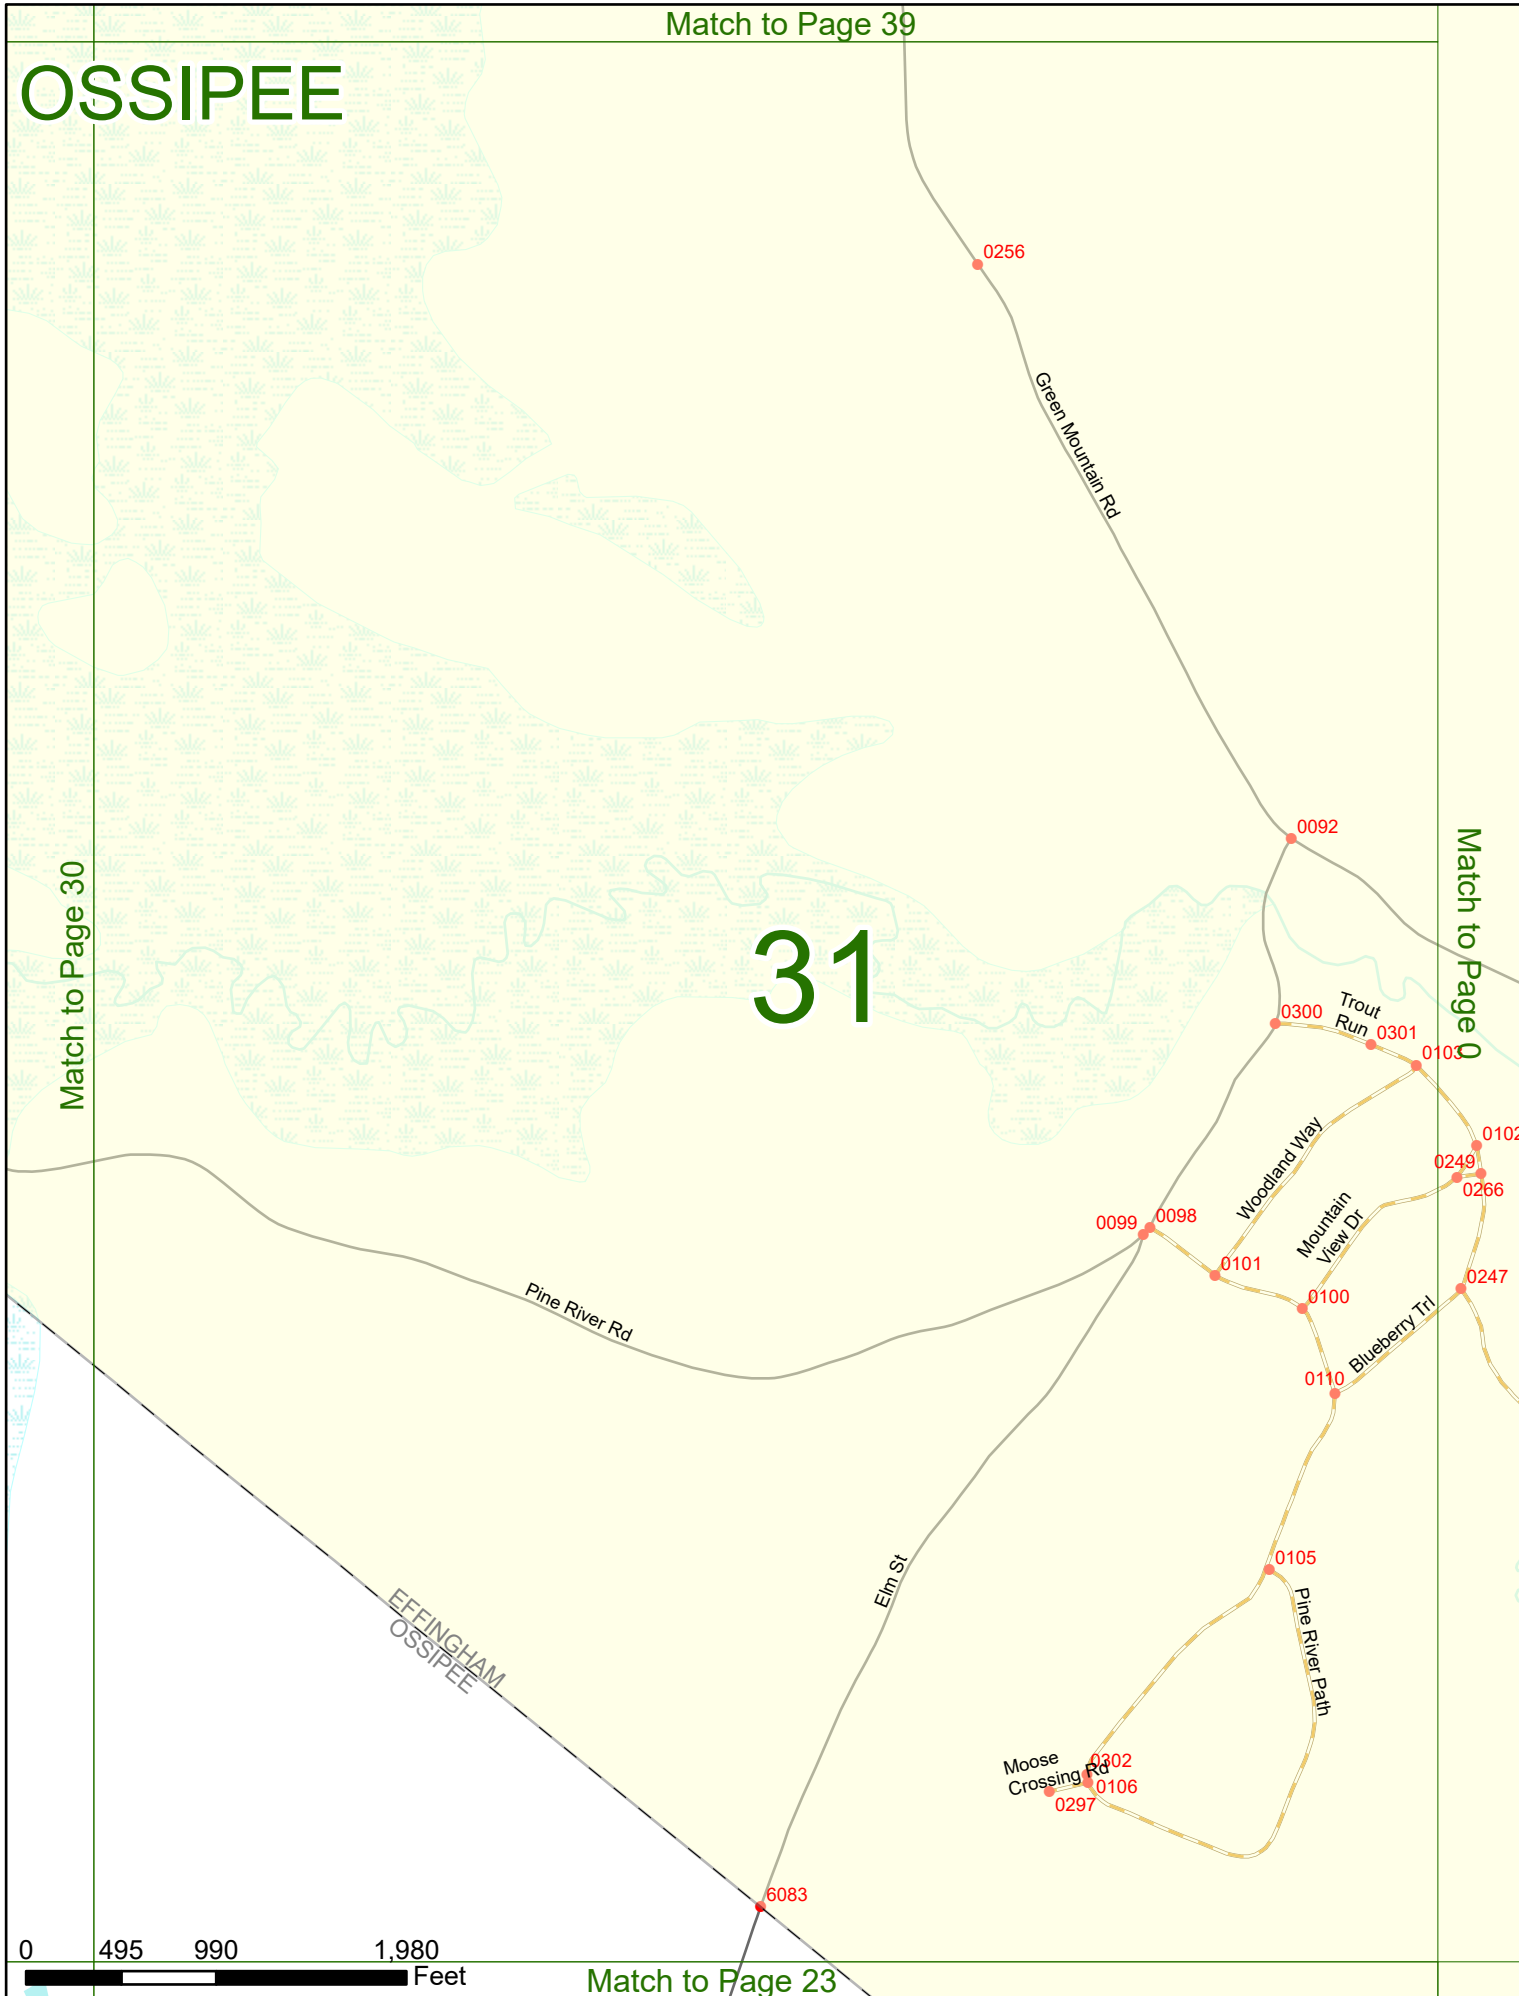 Match to Page 39
OSSIPEE
0256
Green Mountain Rd
0092
Match to Page 30
31
Match to Page 0
0300
Trout
Run
0301
0103
0102
0249
0266
Woodland Way
Mountain
View Dr
0099
0098
0101
0100
0247
Pine River Rd
Blueberry Trl
0110
Elm St
0105
EFFINGHAM
OSSIPEE
Pine River Path
Moose
Crossing Rd
0302
0106
0297
6083
0 495 990 1,980
Feet
Match to Page 23